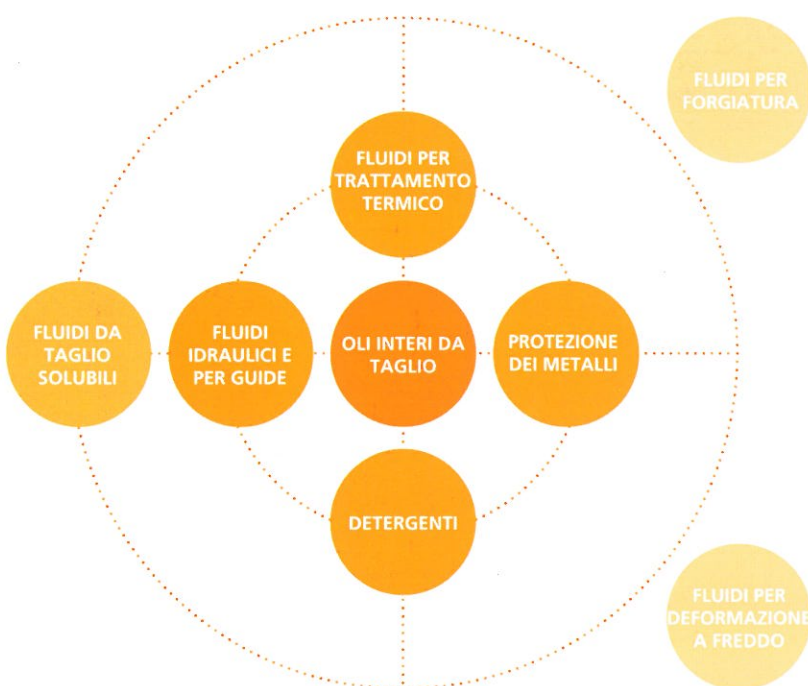 FLUIDI PER
FORGIATURA
FLUIDI PER
TRATTAMENTO
TERMICO
FLUIDI DA
TAGLIO
SOLUBILI
FLUIDI
IDRAULICI E
PER GUIDE
OLI INTERI DA
TAGLIO
PROTEZIONE
DEI METALLI
DETERGENTI
FLUIDI PER
DEFORMAZIONE
A FREDDO